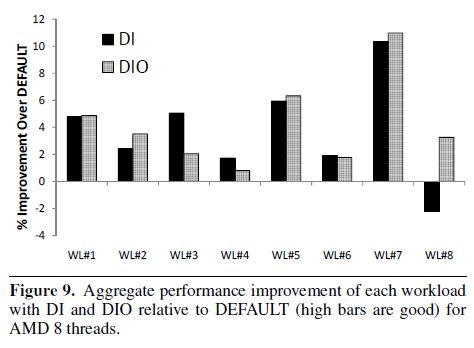 % Improvement Over DEFAULT
12
10
8
6
4
2
0
-2
-4
DI
DIO
WL#1 WL#2 WL#3 WL#4 WL#5 WL#6 WL#7 WL#8
Figure 9. Aggregate performance improvement of each workload
with DI and DIO relative to DEFAULT (high bars are good) for
AMD 8 threads.